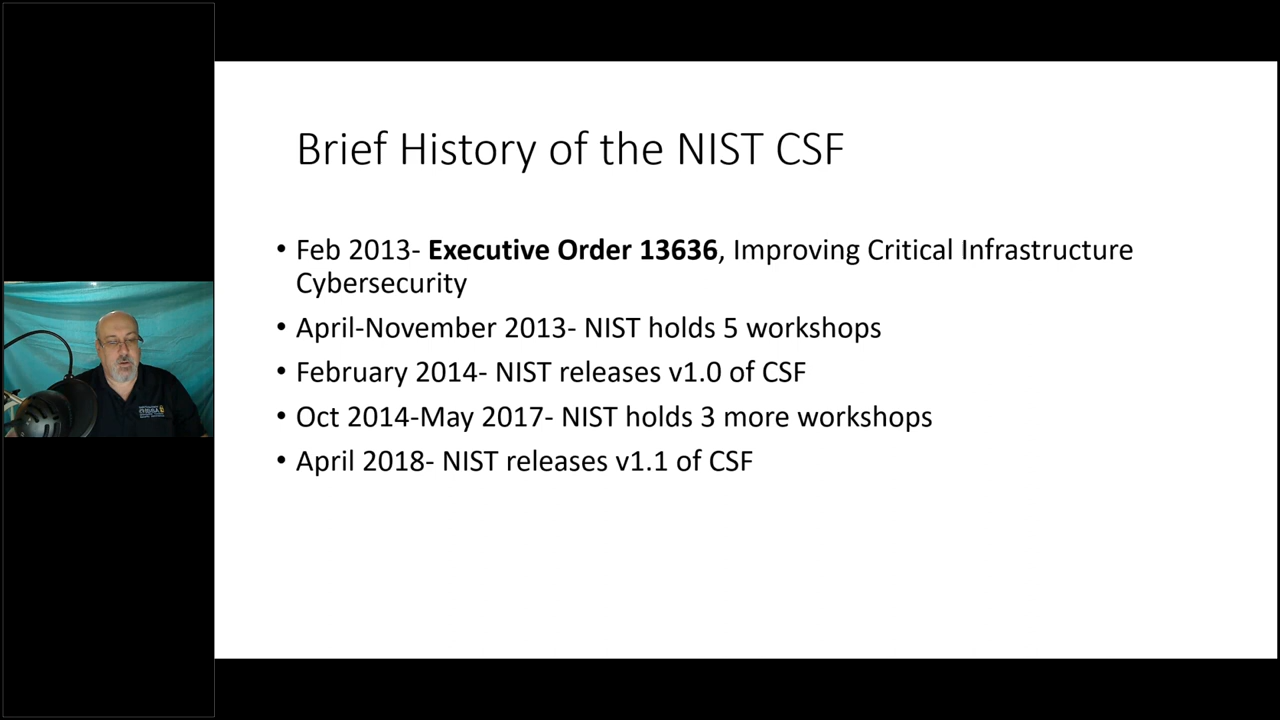 Brief History of the NIST CSF
• Feb 2013- Executive Order 13636, Improving Critical Infrastructure
Cybersecurity
• April-November 2013- NIST holds 5 workshops
• February 2014- NIST releases v1.0 of CSF
• Oct 2014-May 2017- NIST holds 3 more workshops
• April 2018- NIST releases v1.1 of CSF